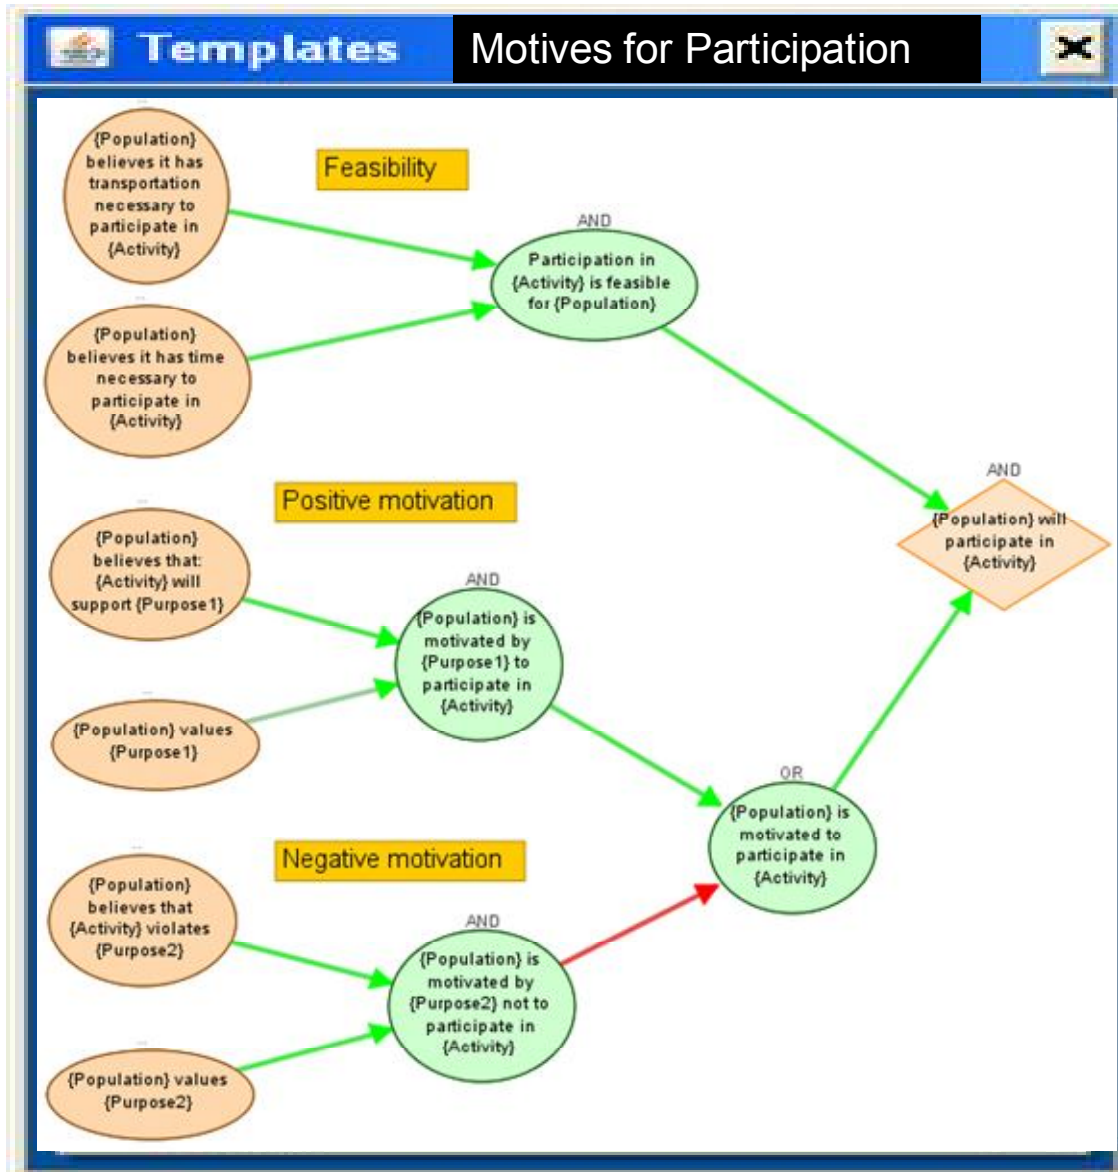 Templates
Motives for Participation
{Population}
believes it has
transportation
necessary to
participate in
{Activity}
Feasibility
AND
Participation in
{Activity} is feasible
for {Population}
{Population}
believes it has time
necessary to
participate in
{Activity}
AND
{Population} will
participate in
{Activity}
Positive motivation
{Population}
believes that:
{Activity} will
support {Purpose1}
AND
{Population} is
motivated by
{Purpose1} to
participate in
{Activity}
{Population} values
{Purpose1}
OR
{Population} is
motivated to
participate in
{Activity}
Negative motivation
{Population}
believes that
{Activity} violates
{Purpose2}
AND
{Population} is
motivated by
{Purpose2} not to
participate in
{Activity}
{Population} values
{Purpose2}